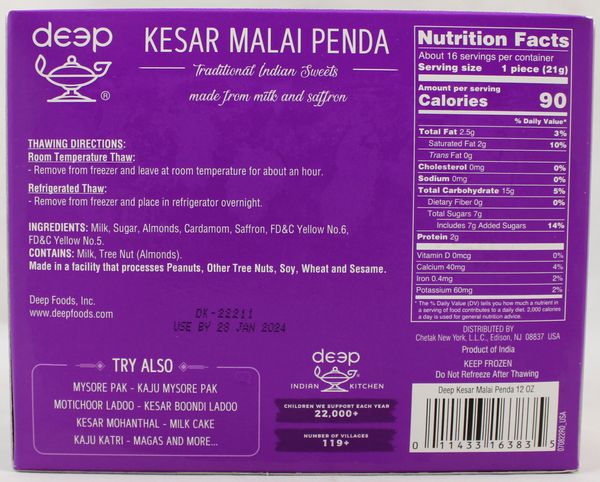 deep
®
KESAR MALAI PENDA
Traditional Indian Sweets
made from milk and saffron
THAWING DIRECTIONS:
Room Temperature Thaw:
- Remove from freezer and leave at room temperature for about an hour.
Refrigerated Thaw:
- Remove from freezer and place in refrigerator overnight.
INGREDIENTS: Milk, Sugar, Almonds, Cardamom, Saffron, FD&C Yellow No.6,
FD&C Yellow No.5.
CONTAINS: Milk, Tree Nut (Almonds).
Made in a facility that processes Peanuts, Other Tree Nuts, Soy, Wheat and Sesame.
Deep Foods, Inc.
www.deepfoods.com
DK-22211
USE BY 28 JAN 2024
TRY ALSO
MYSORE PAK - KAJU MYSORE PAK
MOTICHOOR LADOO - KESAR BOONDI LADOO
KESAR MOHANTHAL - MILK CAKE
KAJU KATRI - MAGAS AND MORE...
deep
INDIAN KITCHEN
CHILDREN WE SUPPORT EACH YEAR
22,000+
NUMBER OF VILLAGES
119+
Nutrition Facts
About 16 servings per container
Serving size 1 piece (21g)
Amount per serving
Calories 90
% Daily Value*
Total Fat 2.5g 3%
Saturated Fat 2g 10%
Trans Fat 0g
Cholesterol 0mg 0%
Sodium 0mg 0%
Total Carbohydrate 15g 5%
Dietary Fiber 0g 0%
Total Sugars 7g
Includes 7g Added Sugars 14%
Protein 2g
Vitamin D 0mcg 0%
Calcium 40mg 4%
Iron 0.4mg 2%
Potassium 60mg 2%
* The % Daily Value (DV) tells you how much a nutrient in
a serving of food contributes to a daily diet. 2,000 calories
a day is used for general nutrition advice.
DISTRIBUTED BY
Chetak New York, L.L.C., Edison, NJ 08837 USA
Product of India
KEEP FROZEN
Do Not Refreeze After Thawing
Deep Kesar Malai Penda 12 OZ
0 11433 16383 5
070822R0_USA